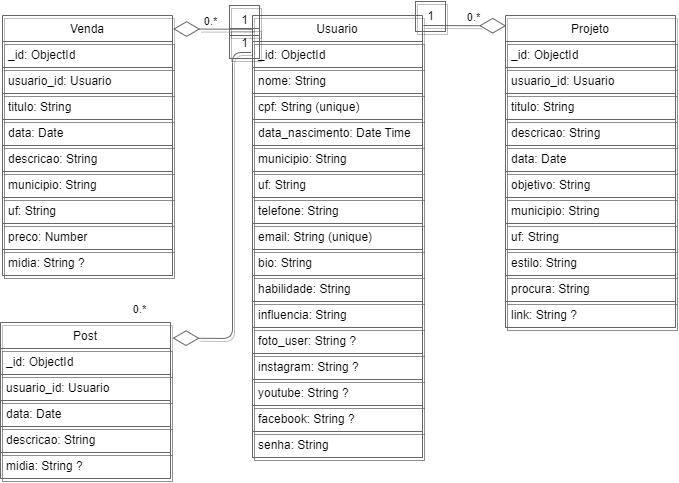 Venda
_id: ObjectId
usuario_id: Usuario
titulo: String
data: Date
descricao: String
municipio: String
uf: String
preco: Number
midia: String ?
0.*
1
1
Usuario
_id: ObjectId
nome: String
cpf: String (unique)
data_nascimento: Date Time
municipio: String
uf: String
telefone: String
email: String (unique)
bio: String
habilidade: String
influencia: String
foto_user: String ?
instagram: String ?
youtube: String ?
facebook: String ?
senha: String
1
0.*
Projeto
_id: ObjectId
usuario_id: Usuario
titulo: String
descricao: String
data: Date
objetivo: String
municipio: String
uf: String
estilo: String
procura: String
link: String ?
0.*
Post
_id: ObjectId
usuario_id: Usuario
data: Date
descricao: String
midia: String ?